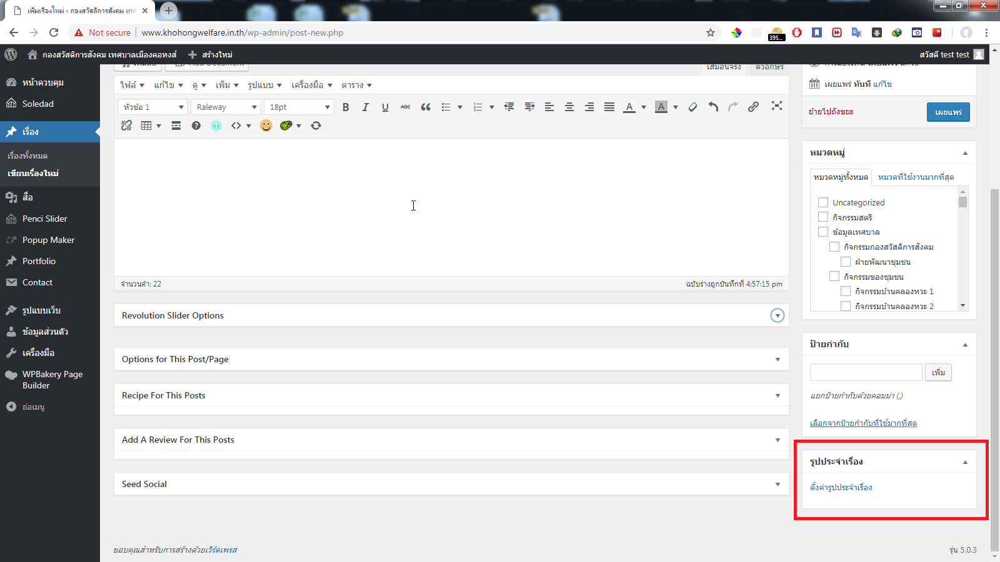 เพิ่มเรื่องใหม่ ‹ กองสวัสดิการสังคม เทศ
Not secure
www.khohongwelfare.in.th/wp-admin/post-new.php
395...
กองสวัสดิการสังคม เทศบาลเมืองคอหงส์
สร้างใหม่
สวัสดี test test
หน้าควบคุม
Soledad
เรื่อง
เรื่องทั้งหมด
เขียนเรื่องใหม่
สื่อ
Penci Slider
Popup Maker
Portfolio
Contact
รูปแบบเว็บ
ข้อมูลส่วนตัว
เครื่องมือ
WPBakery Page
Builder
ย่อเมนู
Add Document
เสมือนจริง
ตัวอักษร
ไฟล์
แก้ไข
ดู
เพิ่ม
รูปแบบ
เครื่องมือ
ตาราง
หัวข้อ 1
Raleway
18pt
B I U ABC
A
A
จำนวนคำ: 22
ฉบับร่างถูกบันทึกที่ 4:57:15 pm
Revolution Slider Options
Options for This Post/Page
Recipe For This Posts
Add A Review For This Posts
Seed Social
ขอบคุณสำหรับการสร้างด้วยเวิร์ดเพรส
รุ่น 5.0.3
เผยแพร่ ทันที แก้ไข
ย้ายไปถังขยะ
เผยแพร่
หมวดหมู่
หมวดหมู่ทั้งหมด
หมวดที่ใช้งานมากที่สุด
Uncategorized
กิจกรรมสตรี
ข้อมูลเทศบาล
กิจกรรมกองสวัสดิการสังคม
ฝ่ายพัฒนาชุมชน
กิจกรรมของชุมชน
กิจกรรมบ้านคลองหวะ 1
กิจกรรมบ้านคลองหวะ 2
ป้ายกำกับ
เพิ่ม
แยกป้ายกำกับด้วยคอมม่า (,)
เลือกจากป้ายกำกับที่ใช้มากที่สุด
รูปประจำเรื่อง
ตั้งค่ารูปประจำเรื่อง